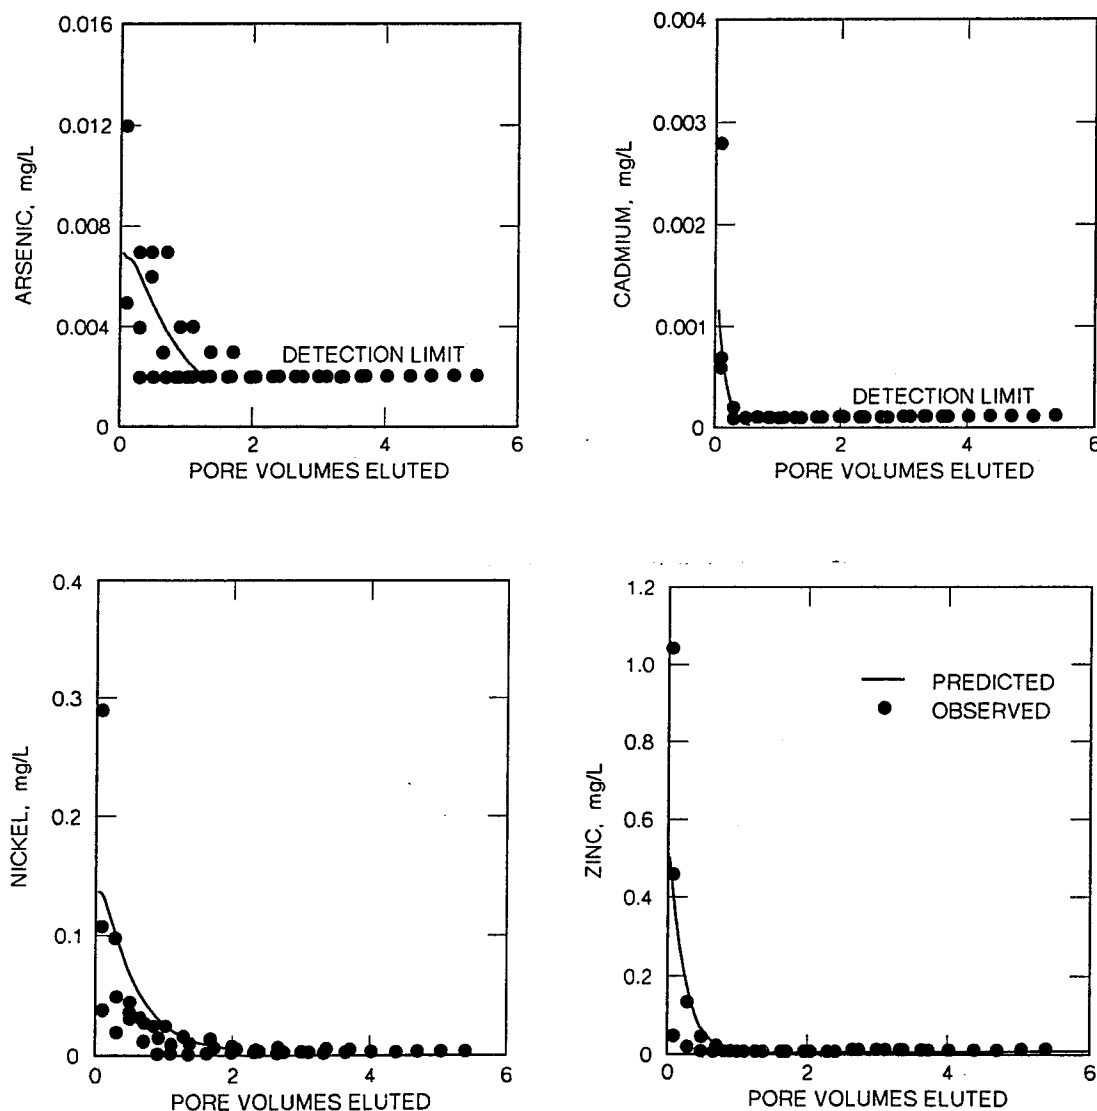 0.016
0.012
0.008
0.004
0
ARSENIC, mg/L
DETECTION LIMIT
0 2 4 6
PORE VOLUMES ELUTED
0.004
0.003
0.002
0.001
0
CADMIUM, mg/L
DETECTION LIMIT
0 2 4 6
PORE VOLUMES ELUTED
0.4
0.3
0.2
0.1
0
NICKEL, mg/L
0 2 4 6
PORE VOLUMES ELUTED
1.2
1.0
0.8
0.6
0.4
0.2
0
ZINC, mg/L
PREDICTED
OBSERVED
0 2 4 6
PORE VOLUMES ELUTED